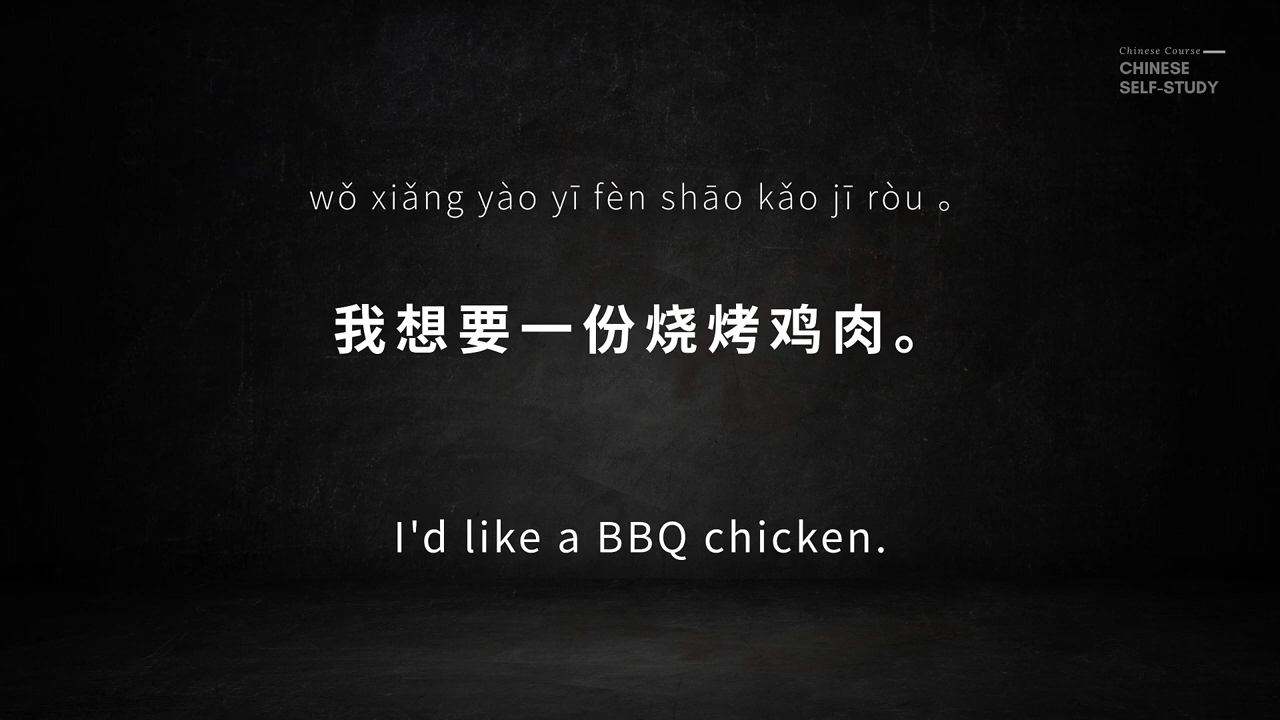 Chinese Course
CHINESE
SELF-STUDY
wǒ xiǎng yào yī fèn shāo kǎo jī ròu 。
我想要一份烧烤鸡肉。
I'd like a BBQ chicken.